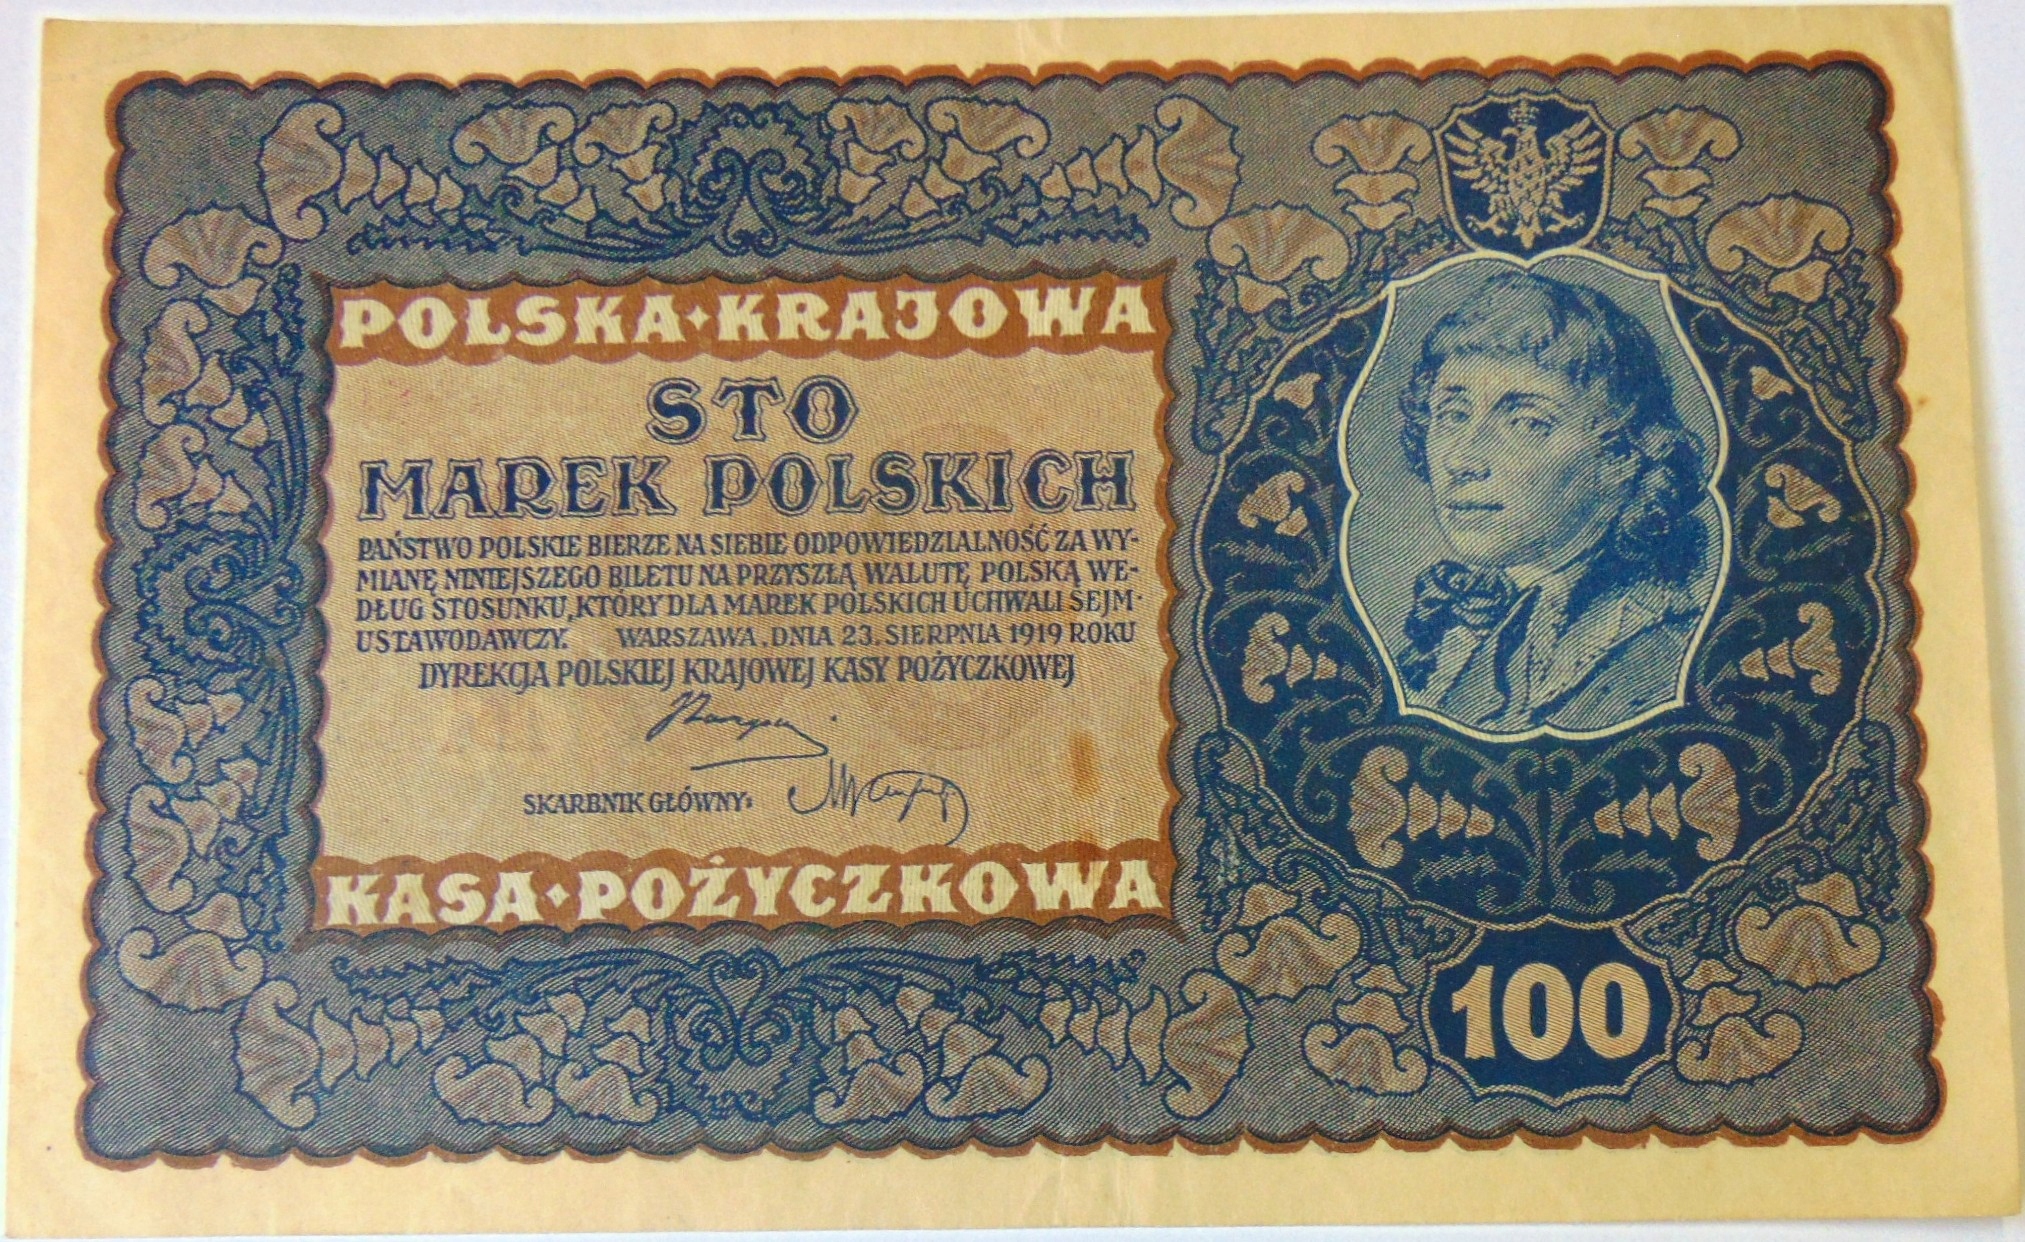 POLSKA·KRAJOWA
STO
MAREK POLSKICH
PAŃSTWO POLSKIE BIERZE NA SIEBIE ODPOWIEDZIALNOŚĆ ZA WY-
MIANĘ NINIEJSZEGO BILETU NA PRZYSZŁĄ WALUTĘ POLSKĄ WE-
DŁUG STOSUNKU, KTÓRY DLA MAREK POLSKICH UCHWALI SEJM·
USTAWODAWCZY. WARSZAWA, DNIA 23. SIERPNIA 1919 ROKU
DYREKCJA POLSKIEJ KRAJOWEJ KASY POŻYCZKOWEJ
SKARBNIK GŁÓWNY:
KASA·POŻYCZKOWA
100